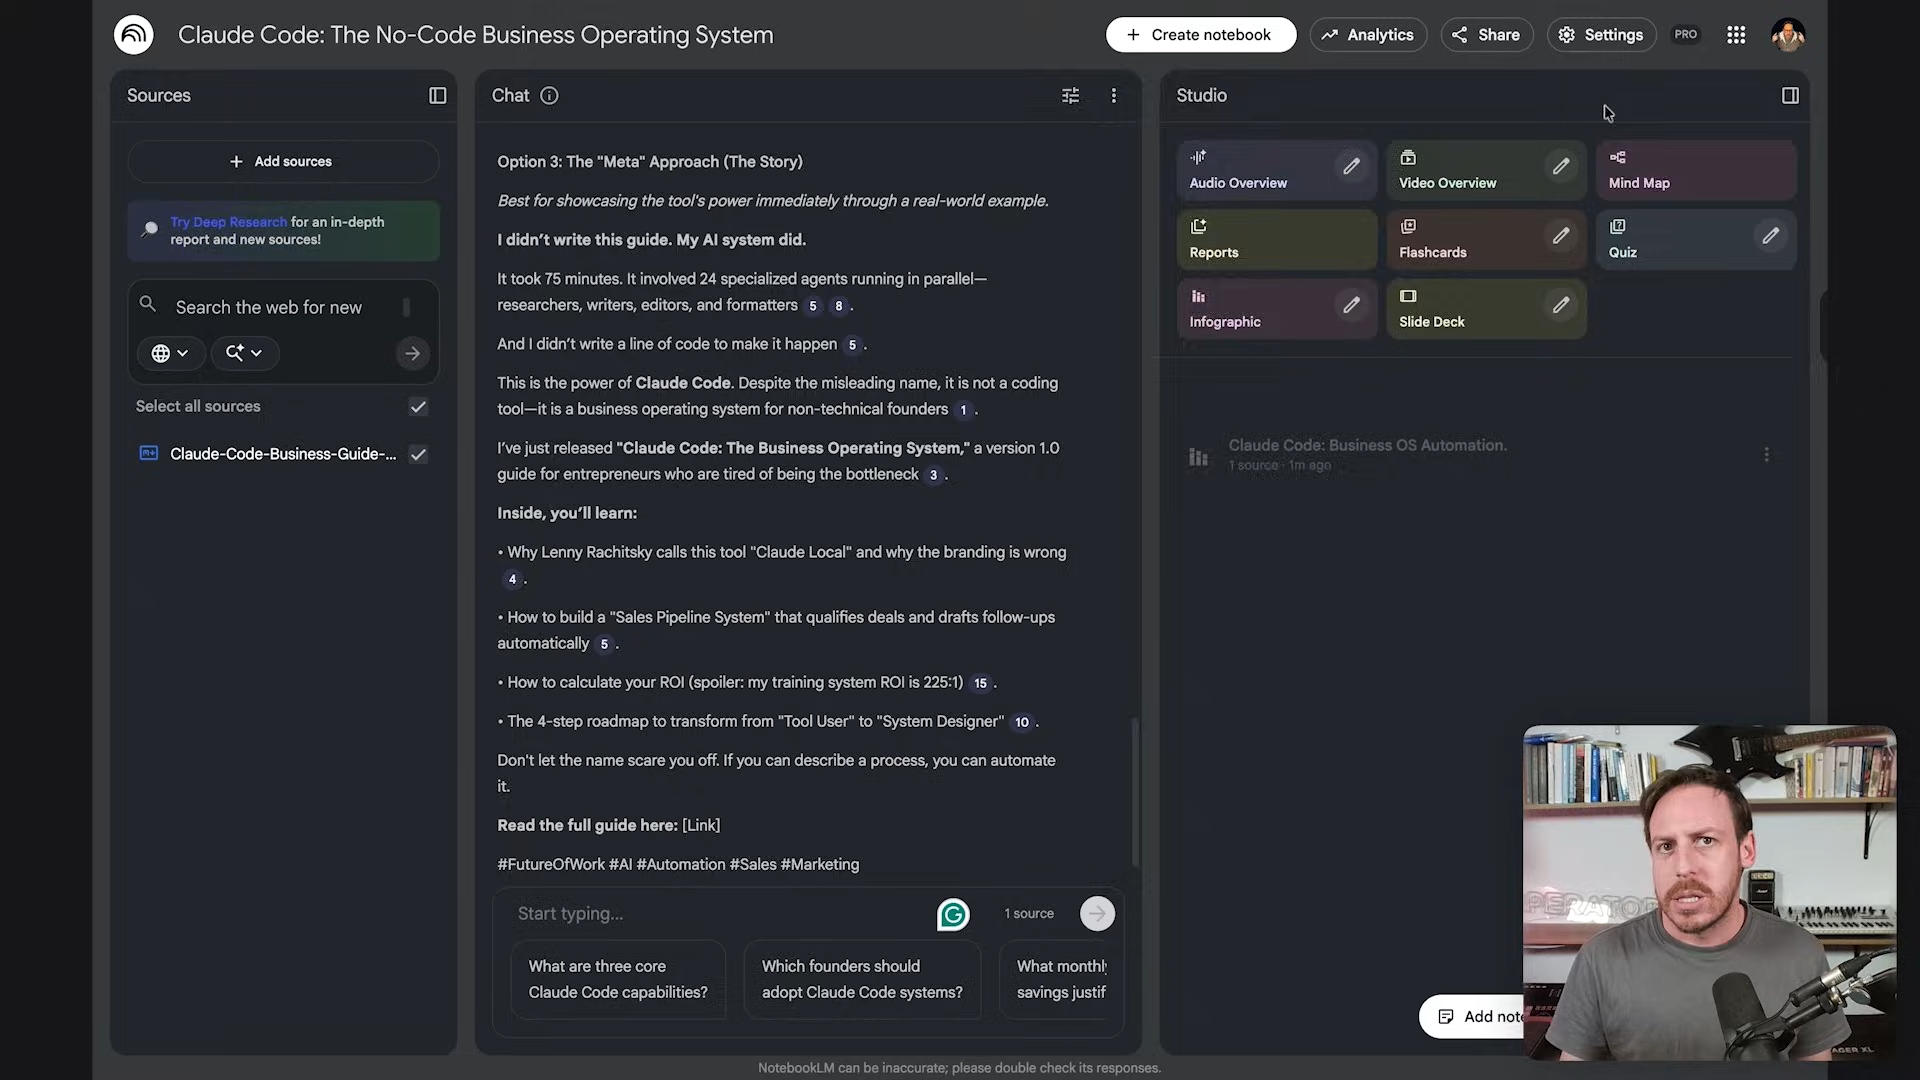 Claude Code: The No-Code Business Operating System
Create notebook
Analytics
Share
Settings
PRO
Sources
Add sources
Try Deep Research for an in-depth
report and new sources!
Search the web for new
Select all sources
Claude-Code-Business-Guide-...
Chat
Option 3: The "Meta" Approach (The Story)
Best for showcasing the tool's power immediately through a real-world example.
I didn’t write this guide. My AI system did.
It took 75 minutes. It involved 24 specialized agents running in parallel—
researchers, writers, editors, and formatters 5 8 .
And I didn’t write a line of code to make it happen 5 .
This is the power of Claude Code. Despite the misleading name, it is not a coding
tool—it is a business operating system for non-technical founders 1 .
I’ve just released "Claude Code: The Business Operating System," a version 1.0
guide for entrepreneurs who are tired of being the bottleneck 3 .
Inside, you’ll learn:
• Why Lenny Rachitsky calls this tool "Claude Local" and why the branding is wrong
4 .
• How to build a "Sales Pipeline System" that qualifies deals and drafts follow-ups
automatically 5 .
• How to calculate your ROI (spoiler: my training system ROI is 225:1) 15 .
• The 4-step roadmap to transform from "Tool User" to "System Designer" 10 .
Don't let the name scare you off. If you can describe a process, you can automate
it.
Read the full guide here: [Link]
#FutureOfWork #AI #Automation #Sales #Marketing
Start typing...
1 source
What are three core
Claude Code capabilities?
Which founders should
adopt Claude Code systems?
What monthly
savings justif
NotebookLM can be inaccurate; please double check its responses.
Studio
Audio Overview
Video Overview
Mind Map
Reports
Flashcards
Quiz
Infographic
Slide Deck
Claude Code: Business OS Automation.
1 source · 1m ago
Add note
PERATO
AGER XL